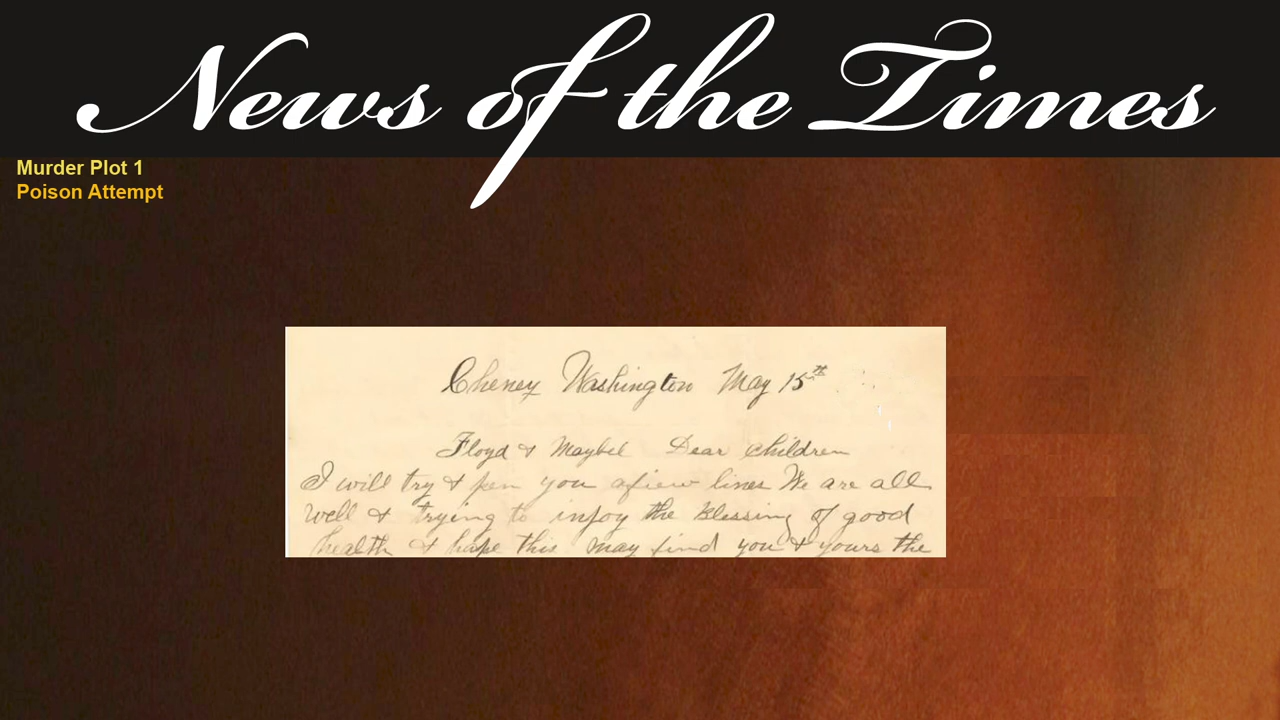 News of the Times
Murder Plot 1
Poison Attempt
Cheney Washington May 15th
Floyd & Maybel Dear Children
I will try & pen you afiew lines We are all
well & trying to injoy the Blessing of good
health & hope this may find you & yours the